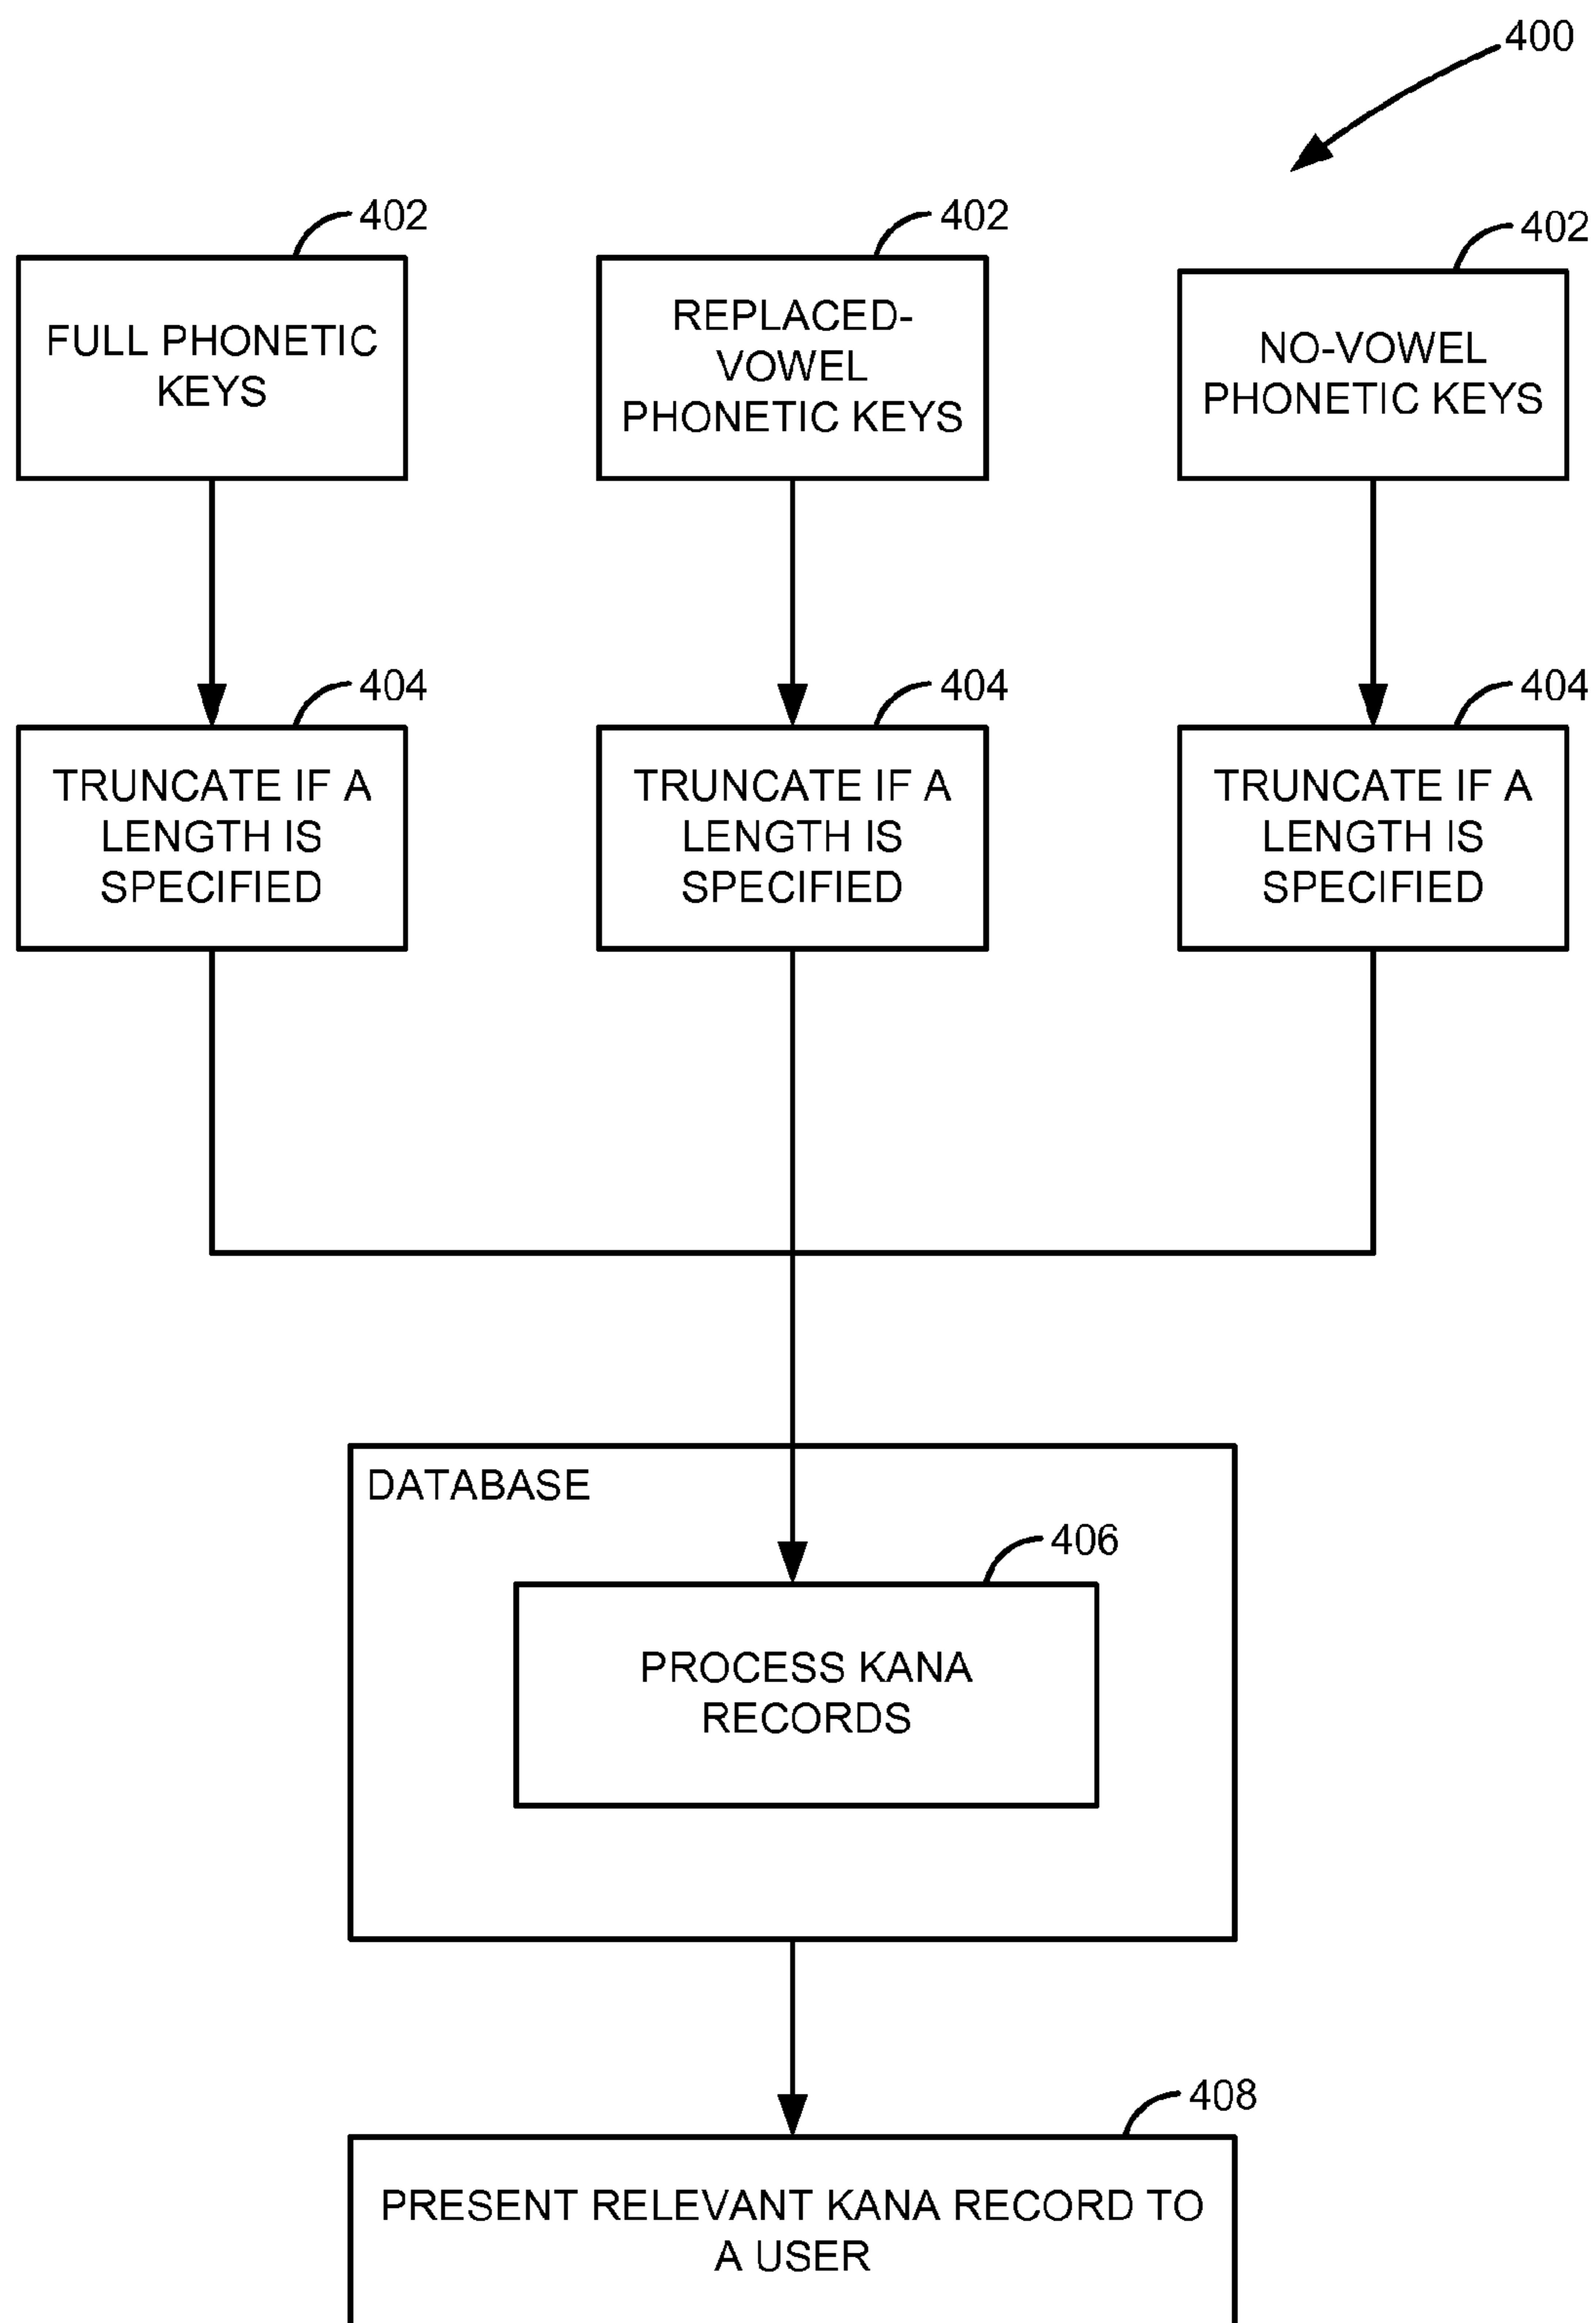 400
402
402
402
FULL PHONETIC
KEYS
REPLACED-
VOWEL
PHONETIC KEYS
NO-VOWEL
PHONETIC KEYS
404
404
404
TRUNCATE IF A
LENGTH IS
SPECIFIED
TRUNCATE IF A
LENGTH IS
SPECIFIED
TRUNCATE IF A
LENGTH IS
SPECIFIED
DATABASE
406
PROCESS KANA
RECORDS
408
PRESENT RELEVANT KANA RECORD TO
A USER